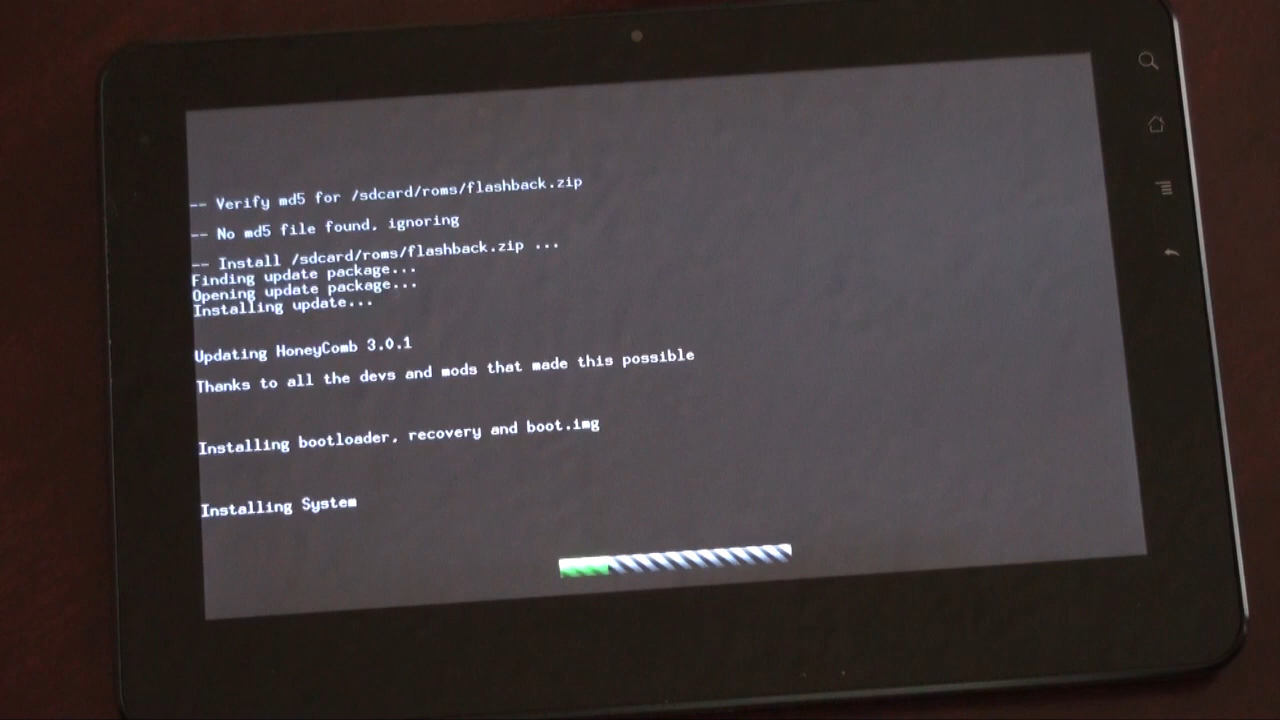 -- Verify md5 for /sdcard/roms/flashback.zip
-- No md5 file found, ignoring
-- Install /sdcard/roms/flashback.zip ...
Finding update package...
Opening update package...
Installing update...
Updating HoneyComb 3.0.1
Thanks to all the devs and mods that made this possible
Installing bootloader, recovery and boot.img
Installing System